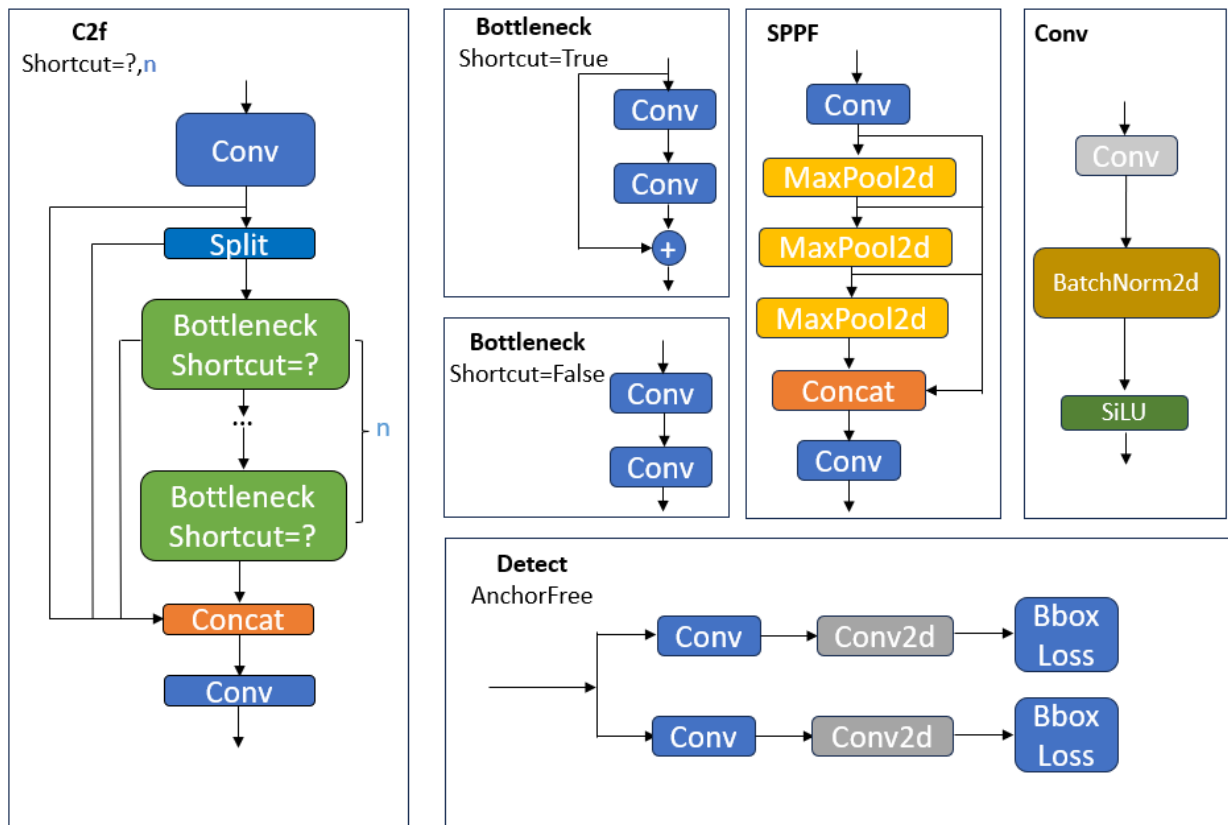 C2f
Shortcut=?,n
Conv
Split
Bottleneck
Shortcut=?
...
n
Bottleneck
Shortcut=?
Concat
Conv
Bottleneck
Shortcut=True
Conv
Conv
+
Bottleneck
Shortcut=False
Conv
Conv
SPPF
Conv
MaxPool2d
MaxPool2d
MaxPool2d
Concat
Conv
Conv
Conv
BatchNorm2d
SiLU
Detect
AnchorFree
Conv
Conv2d
Bbox
Loss
Conv
Conv2d
Bbox
Loss